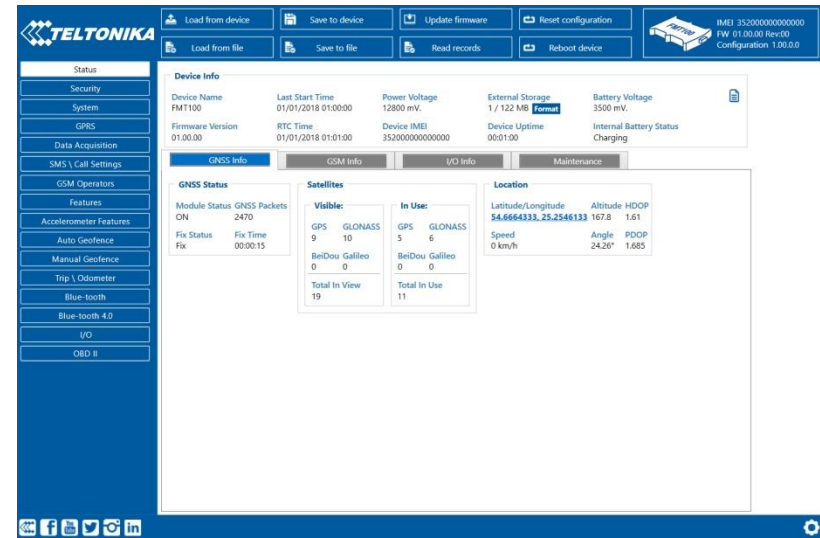 TELTONIKA
Load from device
Save to device
Update firmware
Reset configuration
Load from file
Save to file
Read records
Reboot device
FMT100
IMEI 352000000000000
FW 01.00.00 Rev:00
Configuration 1.00.0.0
Status
Security
System
GPRS
Data Acquisition
SMS \ Call Settings
GSM Operators
Features
Accelerometer Features
Auto Geofence
Manual Geofence
Trip \ Odometer
Blue-tooth
Blue-tooth 4.0
I/O
OBD II
Device Info
Device Name Last Start Time Power Voltage External Storage Battery Voltage
FMT100 01/01/2018 01:00:00 12800 mV. 1 / 122 MB Format 3500 mV.
Firmware Version RTC Time Device IMEI Device Uptime Internal Battery Status
01.00.00 01/01/2018 01:01:00 352000000000000 00:01:00 Charging
GNSS Info GSM Info I/O Info Maintenance
GNSS Status
Module Status GNSS Packets
ON 2470
Fix Status Fix Time
Fix 00:00:15
Satellites
Visible:
GPS GLONASS
9 10
BeiDou Galileo
0 0
Total In View
19
In Use:
GPS GLONASS
5 6
BeiDou Galileo
0 0
Total In Use
11
Location
Latitude/Longitude Altitude HDOP
54.6664333, 25.2546133 167.8 1.61
Speed Angle PDOP
0 km/h 24.26° 1.685